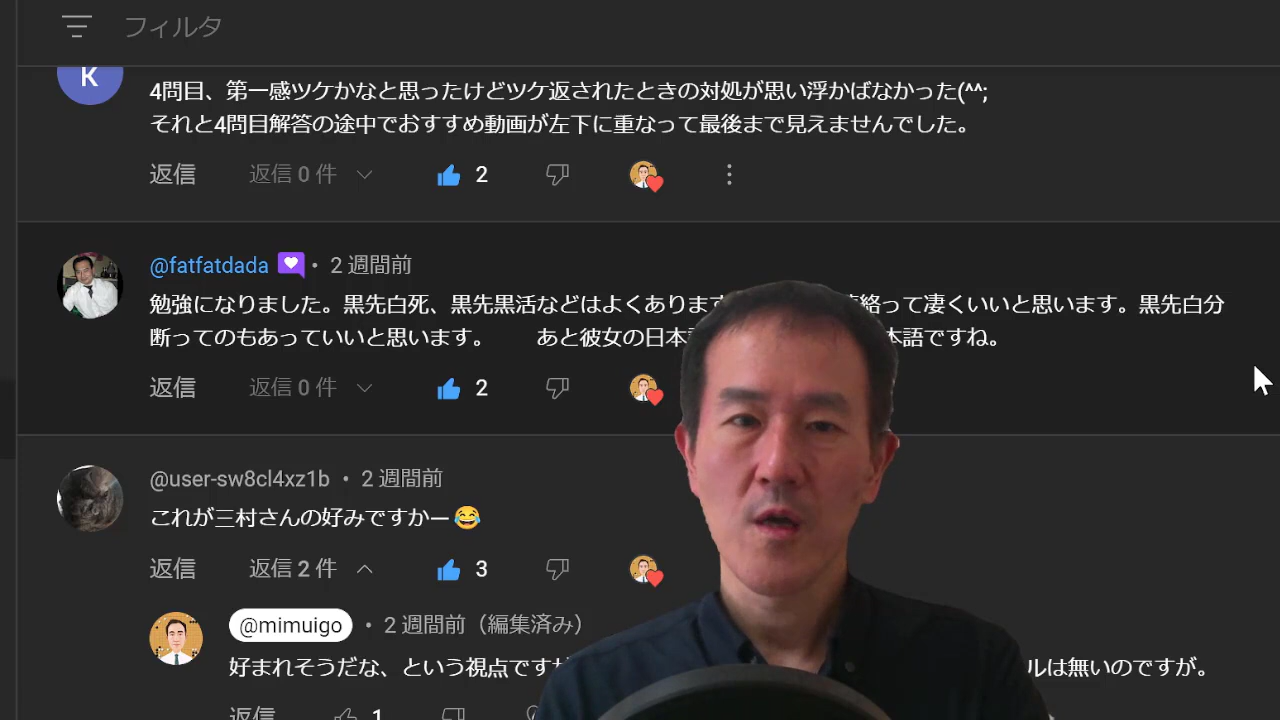 フィルタ
K
4問目、第一感ツケかなと思ったけどツケ返されたときの対処が思い浮かばなかった(^^;
それと4問目解答の途中でおすすめ動画が左下に重なって最後まで見えませんでした。
返信 返信 0 件 2
@fatfatdada • 2 週間前
勉強になりました。黒先白死、黒先黒活などはよくあります 絡って凄くいいと思います。黒先白分
断ってのもあっていいと思います。 あと彼女の日本 本語ですね。
返信 返信 0 件 2
@user-sw8cl4xz1b • 2 週間前
これが三村さんの好みですかー😂
返信 返信 2 件 3
@mimuigo • 2 週間前（編集済み）
好まれそうだな、という視点ですが ルは無いのですが。
返信 1